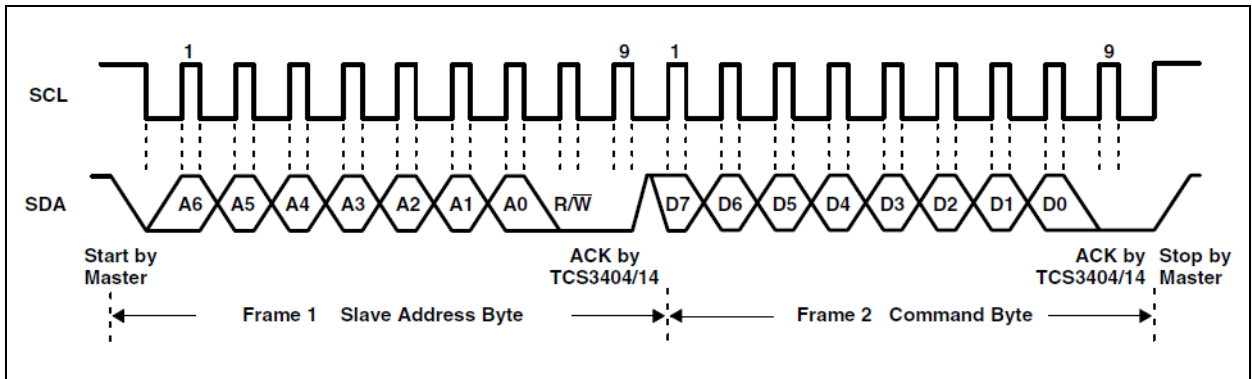 1 9 1 9
SCL
SDA A6 A5 A4 A3 A2 A1 A0 R/W̅ D7 D6 D5 D4 D3 D2 D1 D0
Start by ACK by ACK by Stop by
Master TCS3404/14 TCS3404/14 Master
Frame 1 Slave Address Byte Frame 2 Command Byte